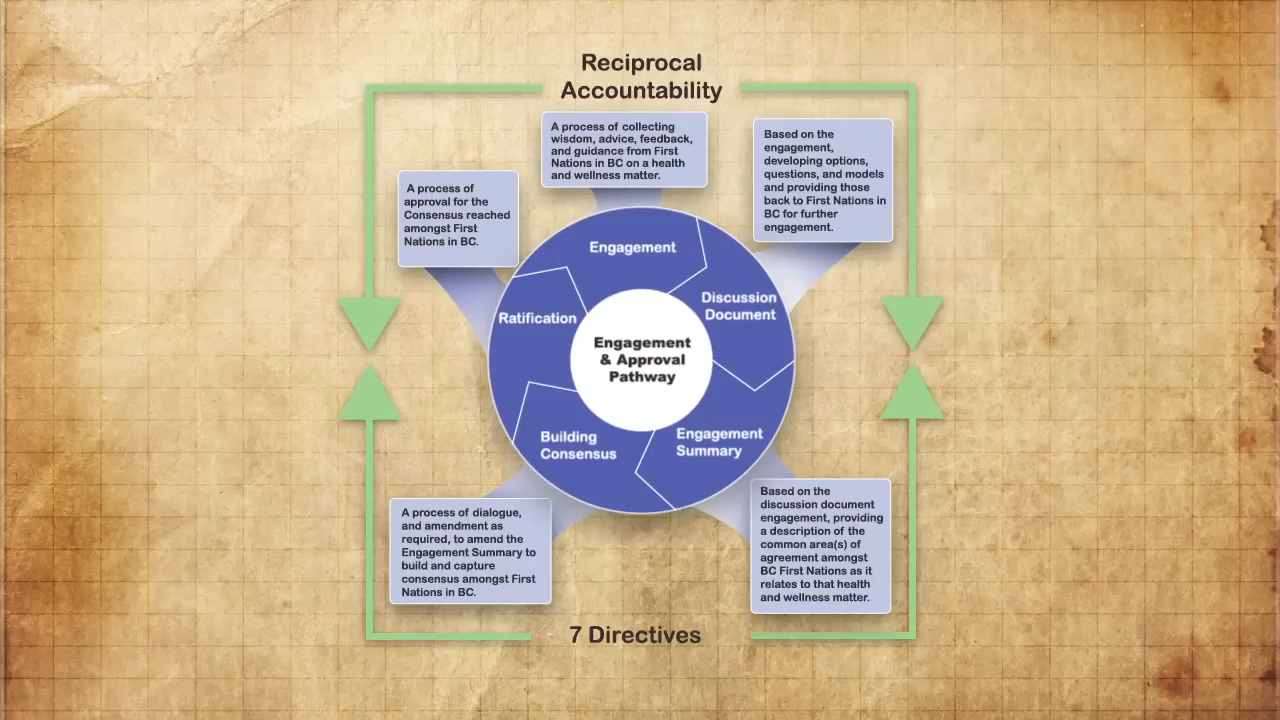 Reciprocal
Accountability
A process of collecting
wisdom, advice, feedback,
and guidance from First
Nations in BC on a health
and wellness matter.
Based on the
engagement,
developing options,
questions, and models
and providing those
back to First Nations in
BC for further
engagement.
A process of
approval for the
Consensus reached
amongst First
Nations in BC.
Engagement
Discussion
Document
Ratification
Engagement
& Approval
Pathway
Building
Consensus
Engagement
Summary
A process of dialogue,
and amendment as
required, to amend the
Engagement Summary to
build and capture
consensus amongst First
Nations in BC.
Based on the
discussion document
engagement, providing
a description of the
common area(s) of
agreement amongst
BC First Nations as it
relates to that health
and wellness matter.
7 Directives